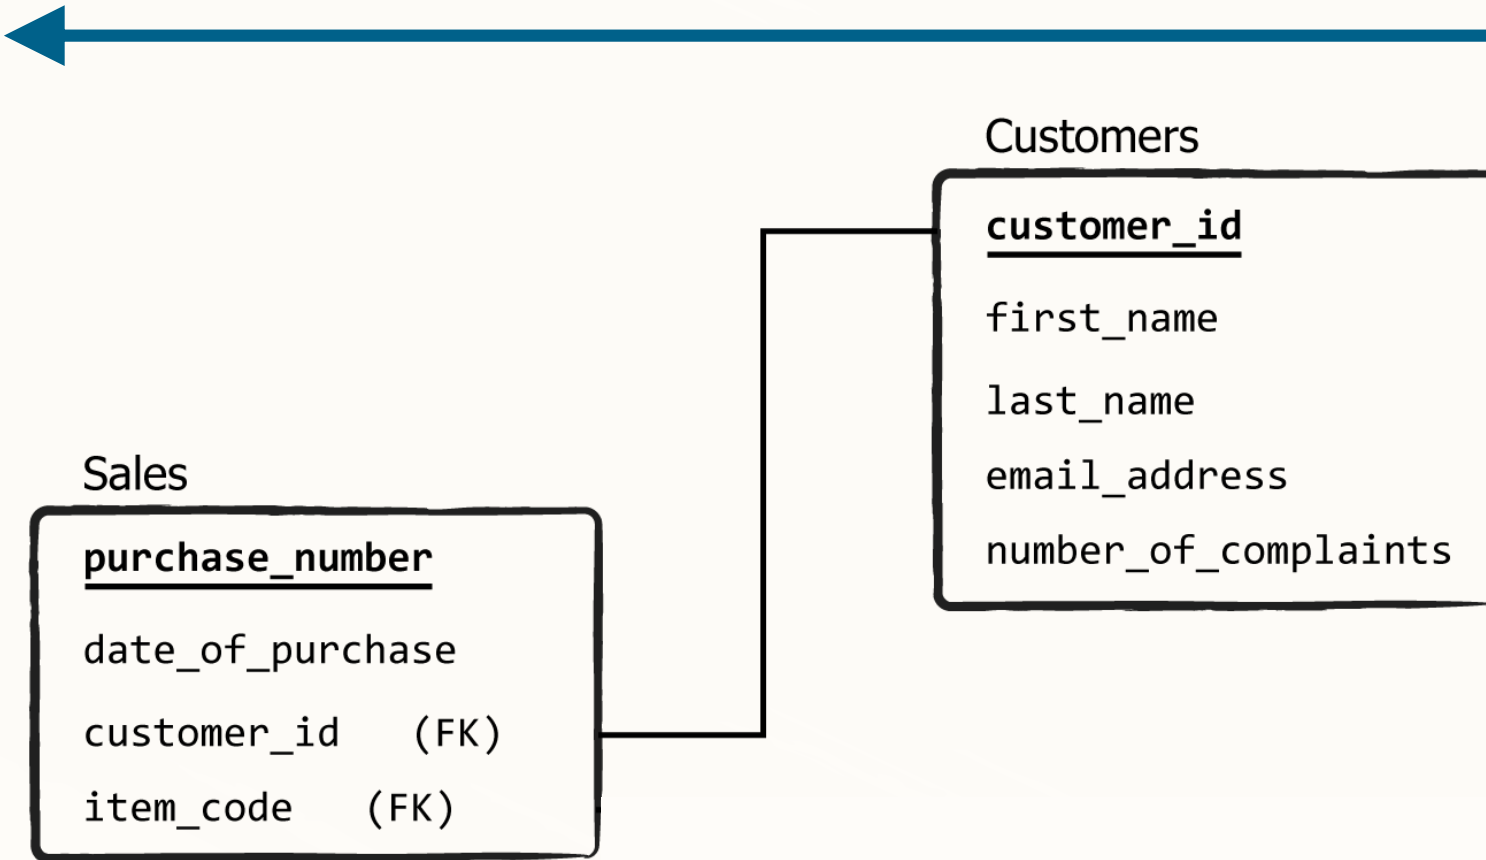 Customers
customer_id
first_name
last_name
email_address
number_of_complaints
Sales
purchase_number
date_of_purchase
customer_id (FK)
item_code (FK)